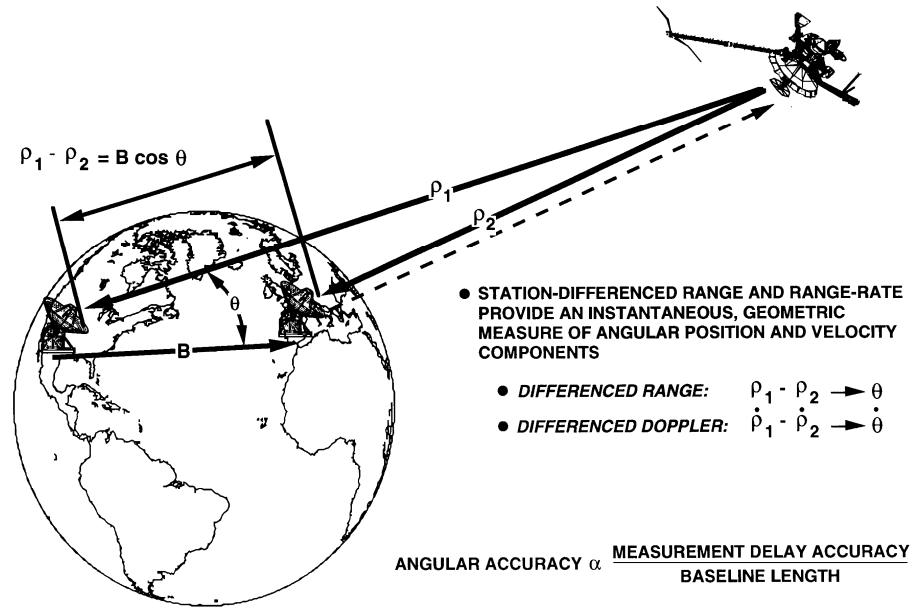 ρ1 - ρ2 = B cos θ
ρ1
ρ2
θ
B
● STATION-DIFFERENCED RANGE AND RANGE-RATE
PROVIDE AN INSTANTANEOUS, GEOMETRIC
MEASURE OF ANGULAR POSITION AND VELOCITY
COMPONENTS
● DIFFERENCED RANGE: ρ1 - ρ2 → θ
● DIFFERENCED DOPPLER: ρ̇1 - ρ̇2 → θ̇
ANGULAR ACCURACY α MEASUREMENT DELAY ACCURACY
BASELINE LENGTH